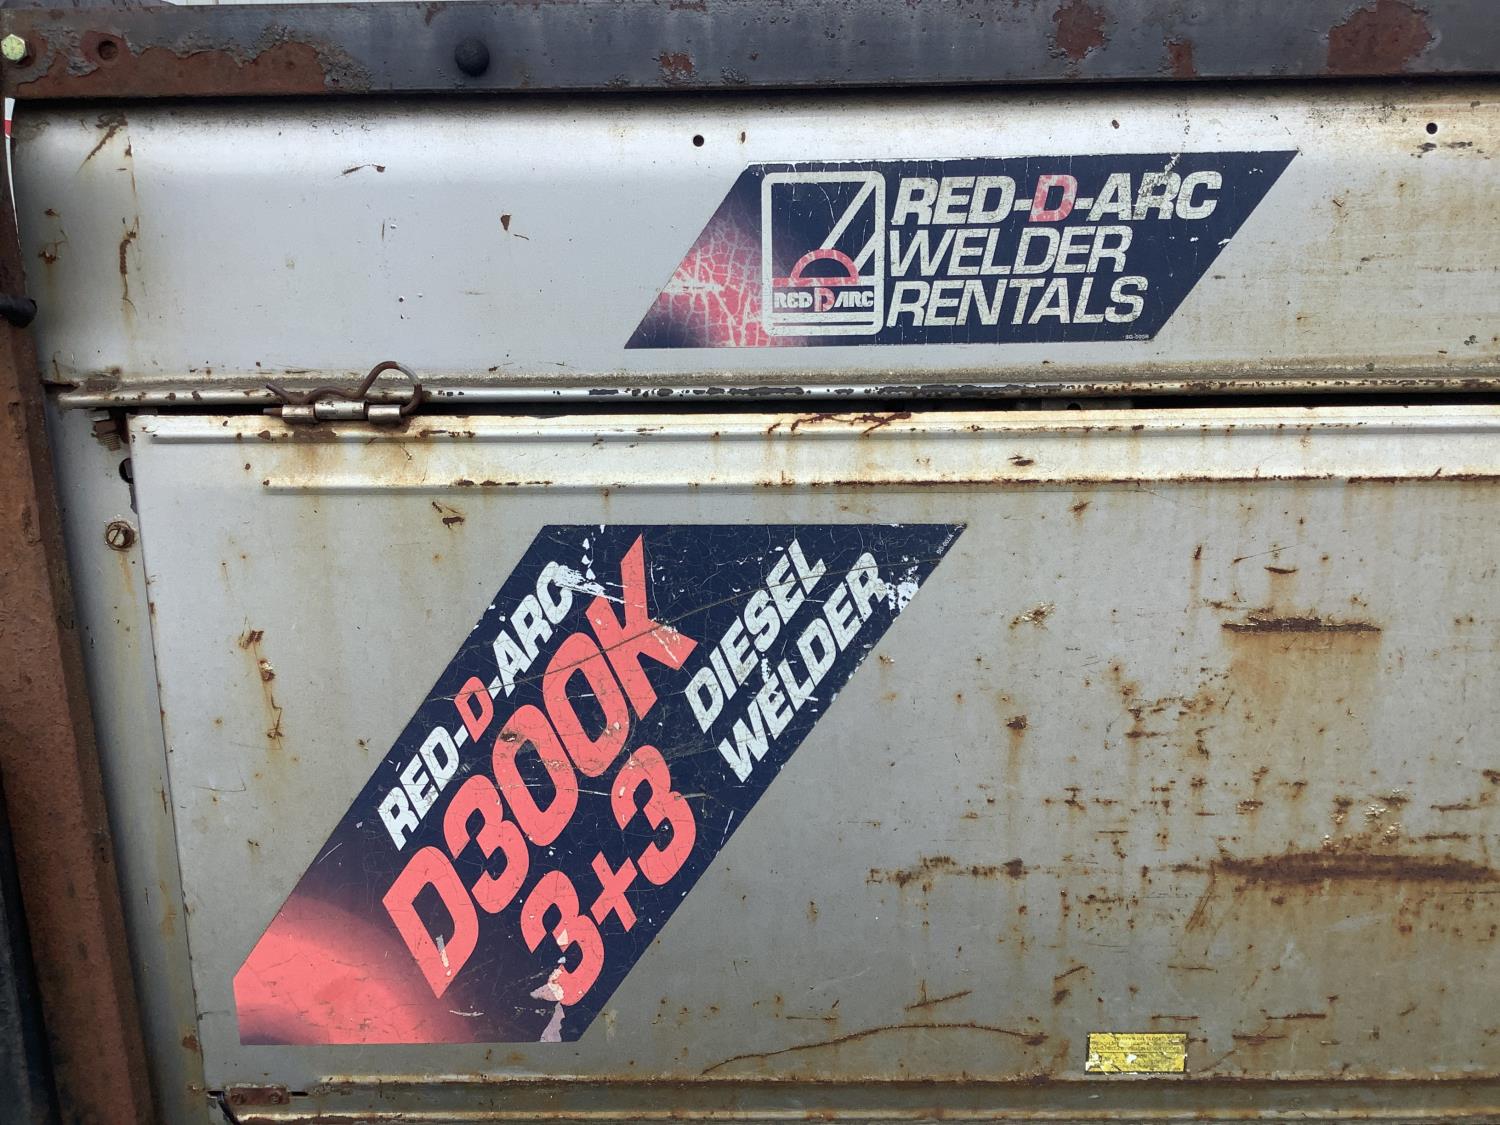 RED-D-ARC
WELDER
RENTALS
RED D ARC
RED-D-ARC
D300K
3+3
DIESEL
WELDER